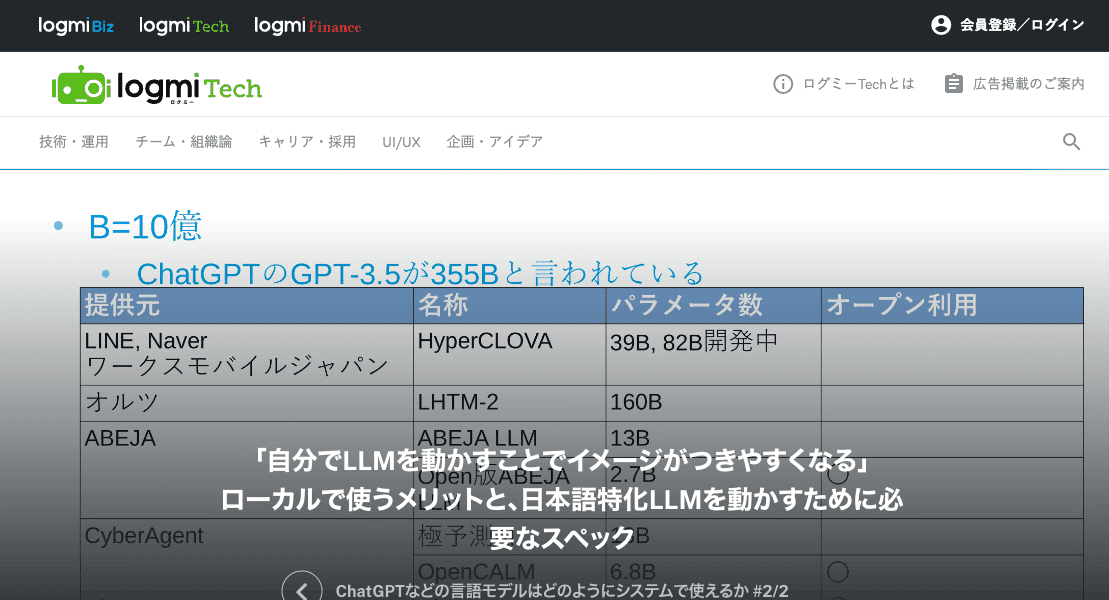 logmi Biz logmi Tech logmi Finance 会員登録／ログイン
logmi Tech ログミーTechとは 広告掲載のご案内
ログミー
技術・運用 チーム・組織論 キャリア・採用 UI/UX 企画・アイデア
• B=10億
• ChatGPTのGPT-3.5が355Bと言われている
提供元 名称 パラメータ数 オープン利用
LINE, Naver HyperCLOVA 39B, 82B開発中
ワークスモバイルジャパン
オルツ LHTM-2 160B
ABEJA ABEJA LLM 13B
「自分でLLMを動かすことでイメージがつきやすくなる」
Open版ABEJA 2.7B ○
ローカルで使うメリットと、日本語特化LLMを動かすために必
CyberAgent 極予測
要なスペック
OpenCALM 6.8B ○
ChatGPTなどの言語モデルはどのようにシステムで使えるか #2/2